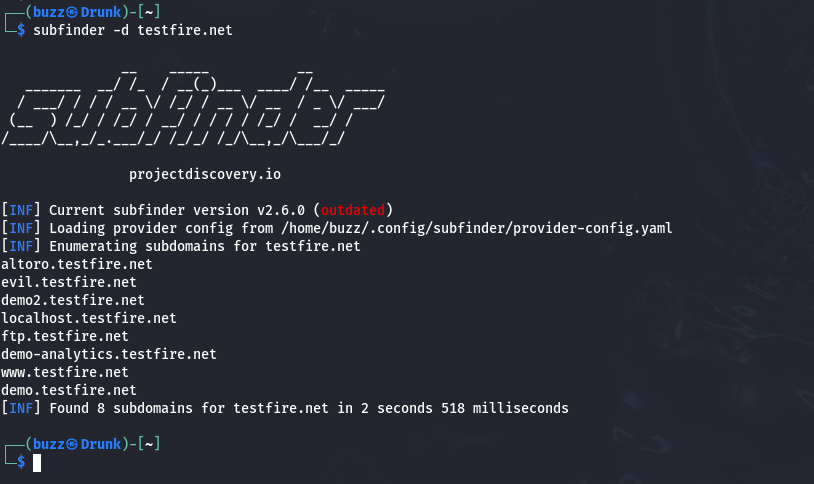 ┌──(buzz㉿Drunk)-[~]
└─$ subfinder -d testfire.net
               __    _____           __
   _______  __/ /_  / __(_)___  ____/ /__  _____
  / ___/ / / / __ \/ /_/ / __ \/ __  / _ \/ ___/
 (__  ) /_/ / /_/ / __/ / / / / /_/ /  __/ /
/____/\__,_/_.___/_/ /_/_/ /_/\__,_/\___/_/
projectdiscovery.io
[INF] Current subfinder version v2.6.0 (outdated)
[INF] Loading provider config from /home/buzz/.config/subfinder/provider-config.yaml
[INF] Enumerating subdomains for testfire.net
altoro.testfire.net
evil.testfire.net
demo2.testfire.net
localhost.testfire.net
ftp.testfire.net
demo-analytics.testfire.net
www.testfire.net
demo.testfire.net
[INF] Found 8 subdomains for testfire.net in 2 seconds 518 milliseconds
┌──(buzz㉿Drunk)-[~]
└─$